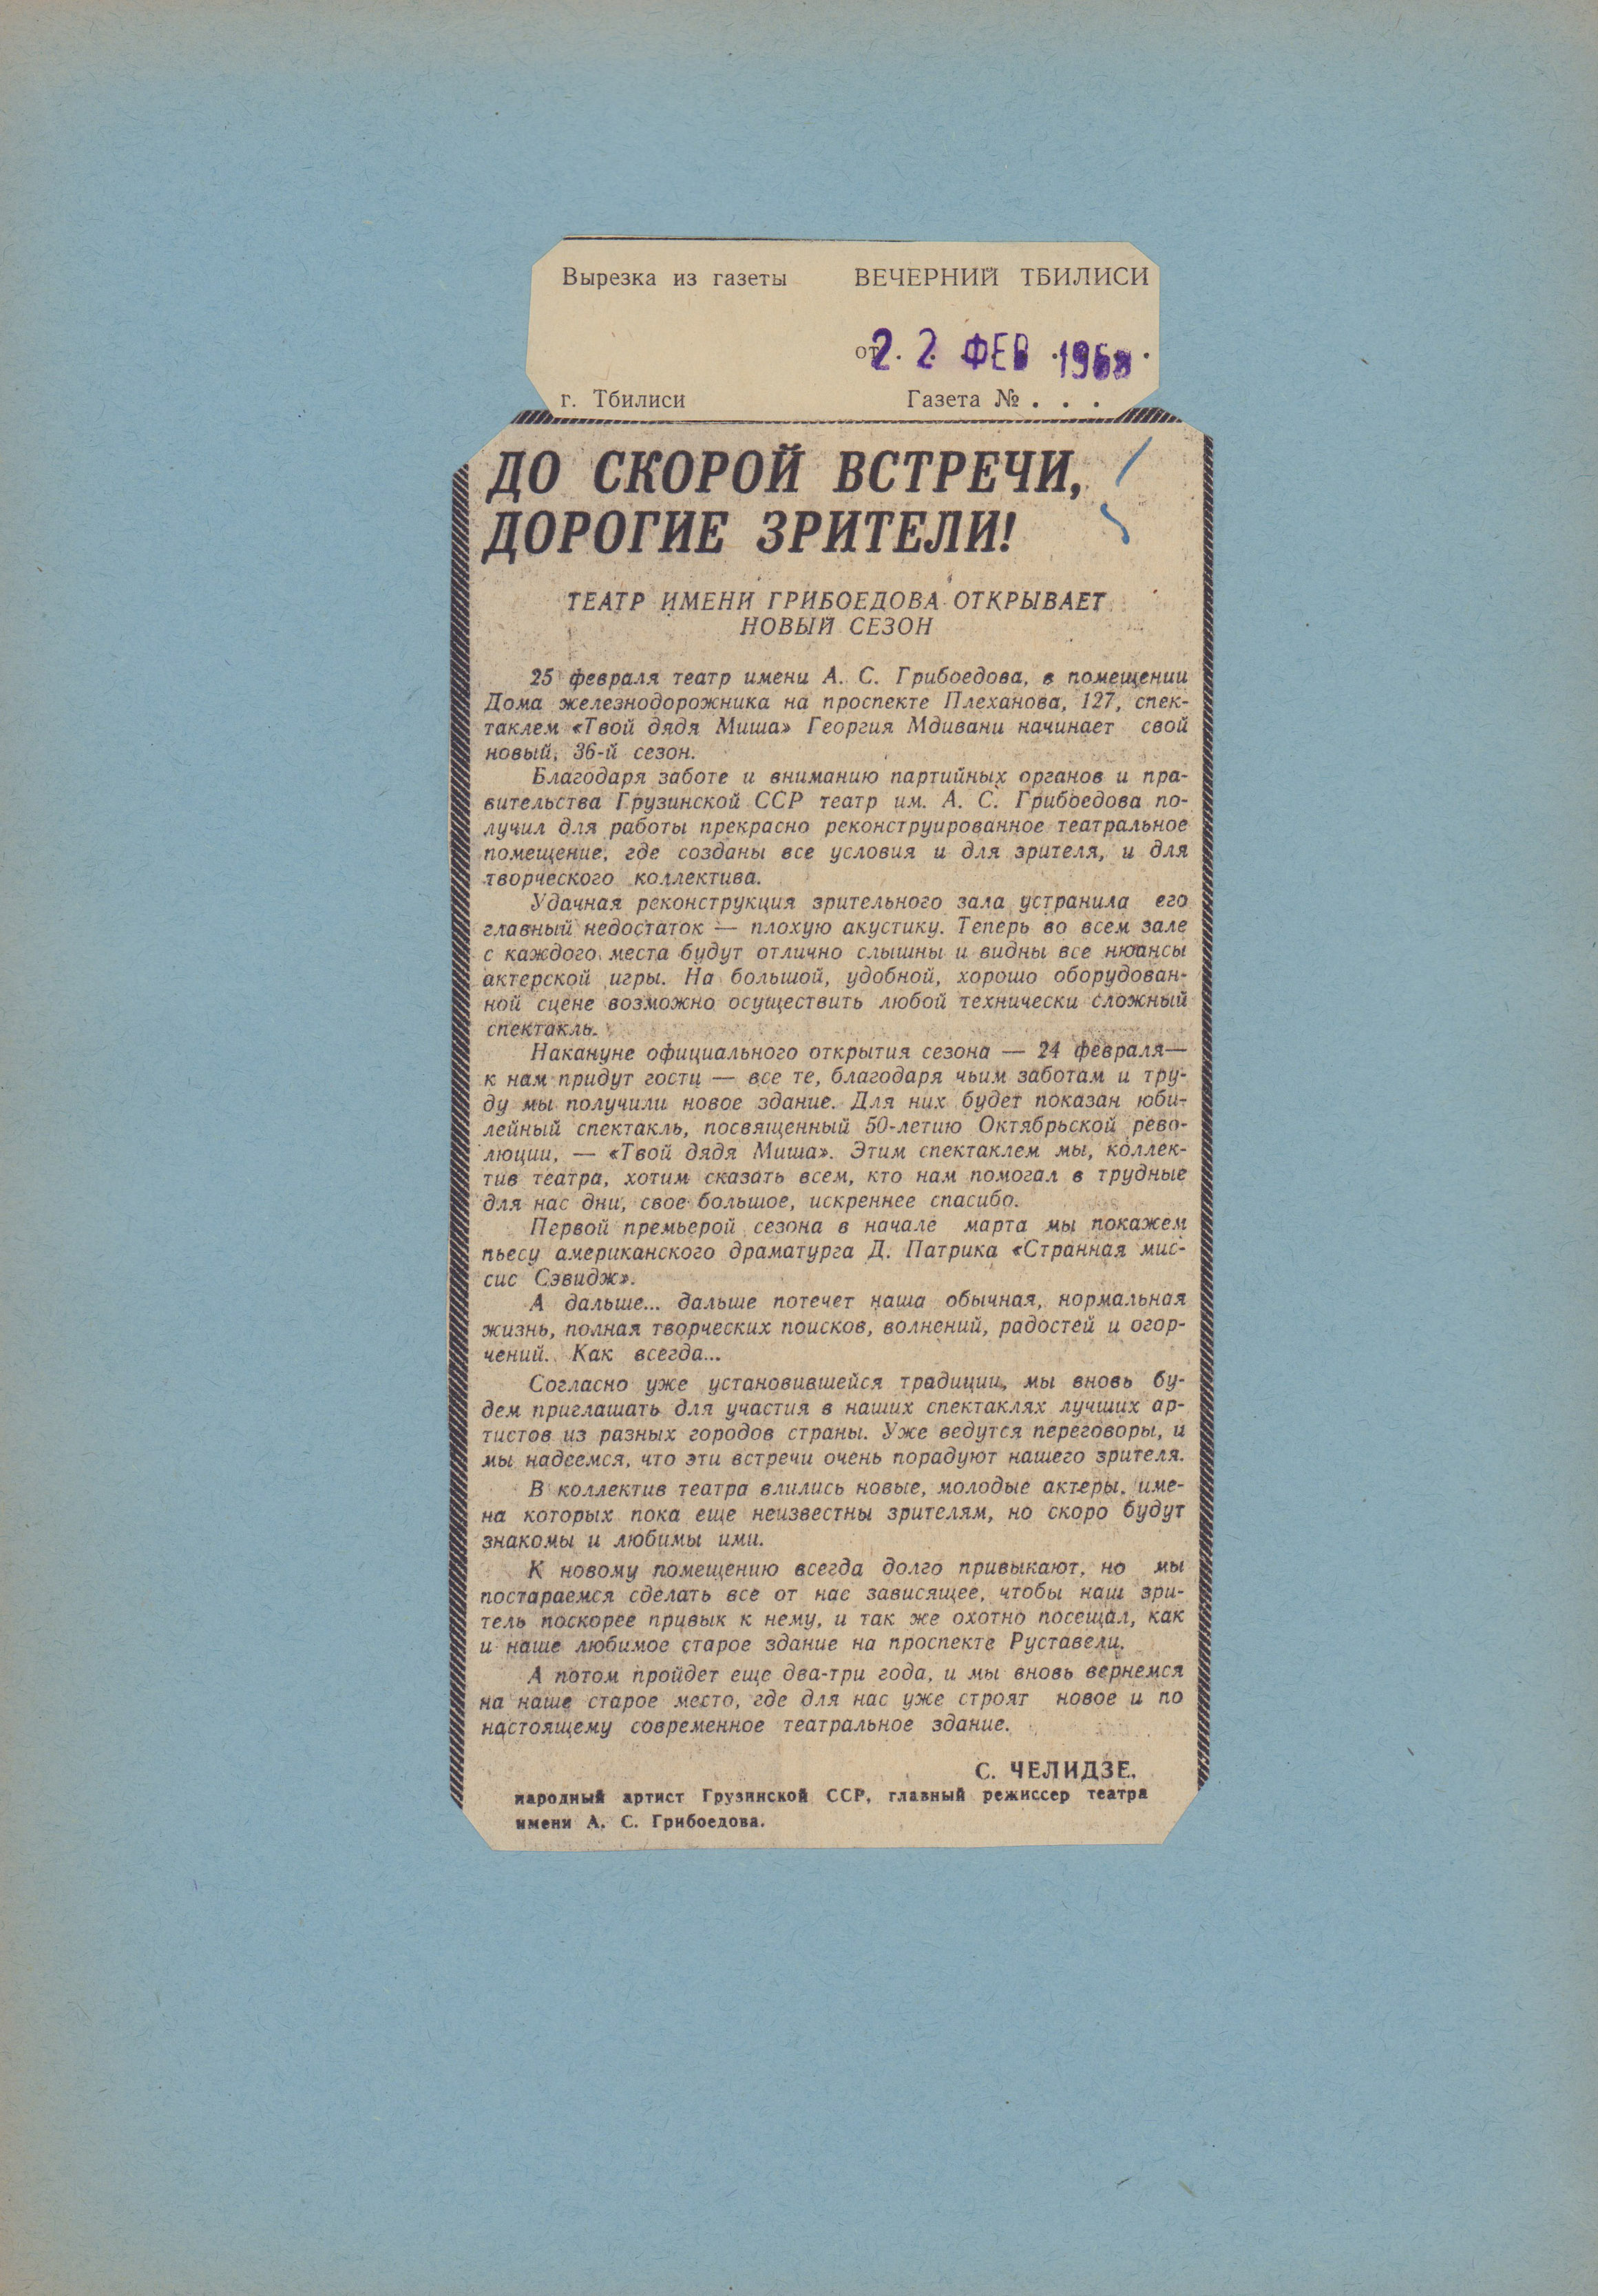 Вырезка из газеты ВЕЧЕРНИЙ ТБИЛИСИ
от 22 ФЕВ 1968
г. Тбилиси Газета № . . .
ДО СКОРОЙ ВСТРЕЧИ,
ДОРОГИЕ ЗРИТЕЛИ!
ТЕАТР ИМЕНИ ГРИБОЕДОВА ОТКРЫВАЕТ
НОВЫЙ СЕЗОН
25 февраля театр имени А. С. Грибоедова, в помещении
Дома железнодорожника на проспекте Плеханова, 127, спек-
таклем «Твой дядя Миша» Георгия Мдивани начинает свой
новый, 36-й сезон.
Благодаря заботе и вниманию партийных органов и пра-
вительства Грузинской ССР театр им. А. С. Грибоедова по-
лучил для работы прекрасно реконструированное театральное
помещение, где созданы все условия и для зрителя, и для
творческого коллектива.
Удачная реконструкция зрительного зала устранила его
главный недостаток — плохую акустику. Теперь во всем зале
с каждого места будут отлично слышны и видны все нюансы
актерской игры. На большой, удобной, хорошо оборудован-
ной сцене возможно осуществить любой технически сложный
спектакль.
Накануне официального открытия сезона — 24 февраля—
к нам придут гости — все те, благодаря чьим заботам и тру-
ду мы получили новое здание. Для них будет показан юби-
лейный спектакль, посвященный 50-летию Октябрьской рево-
люции, — «Твой дядя Миша». Этим спектаклем мы, коллек-
тив театра, хотим сказать всем, кто нам помогал в трудные
для нас дни, свое большое, искреннее спасибо.
Первой премьерой сезона в начале марта мы покажем
пьесу американского драматурга Д. Патрика «Странная мис-
сис Сэвидж».
А дальше... дальше потечет наша обычная, нормальная
жизнь, полная творческих поисков, волнений, радостей и огор-
чений. Как всегда...
Согласно уже установившейся традиции, мы вновь бу-
дем приглашать для участия в наших спектаклях лучших ар-
тистов из разных городов страны. Уже ведутся переговоры, и
мы надеемся, что эти встречи очень порадуют нашего зрителя.
В коллектив театра влились новые, молодые актеры, име-
на которых пока еще неизвестны зрителям, но скоро будут
знакомы и любимы ими.
К новому помещению всегда долго привыкают, но мы
постараемся сделать все от нас зависящее, чтобы наш зри-
тель поскорее привык к нему, и так же охотно посещал, как
и наше любимое старое здание на проспекте Руставели.
А потом пройдет еще два-три года, и мы вновь вернемся
на наше старое место, где для нас уже строят новое и по
настоящему современное театральное здание.
С. ЧЕЛИДЗЕ.
народный артист Грузинской ССР, главный режиссер театра
имени А. С. Грибоедова.